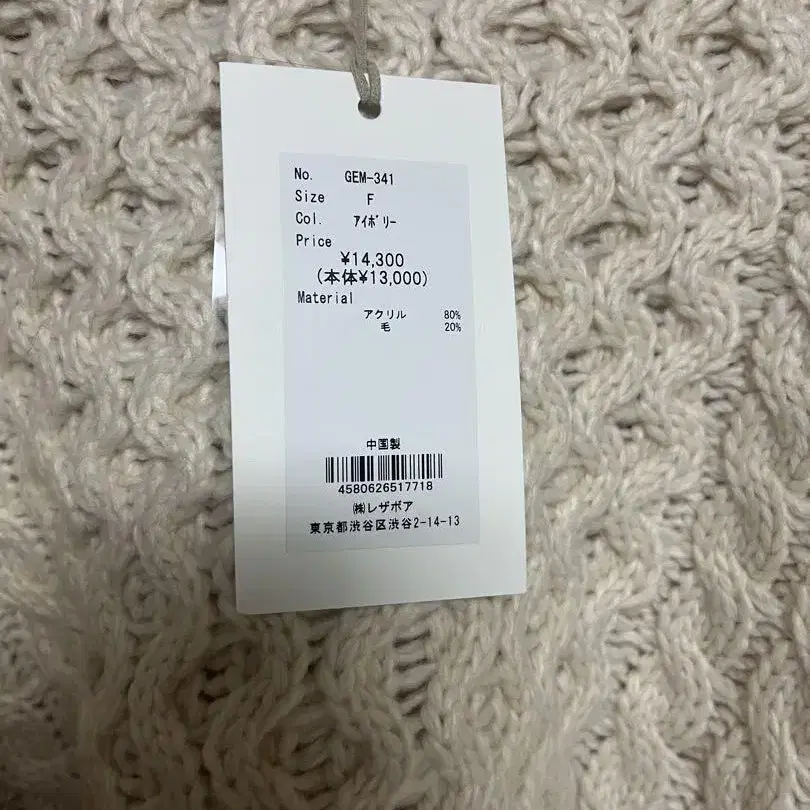 No. GEM-341
Size F
Col. ｱｲﾎﾞﾘｰ
Price
¥14,300
(本体¥13,000)
Material
アクリル 80%
毛 20%
中国製
4580626517718
㈱レザボア
東京都渋谷区渋谷2-14-13